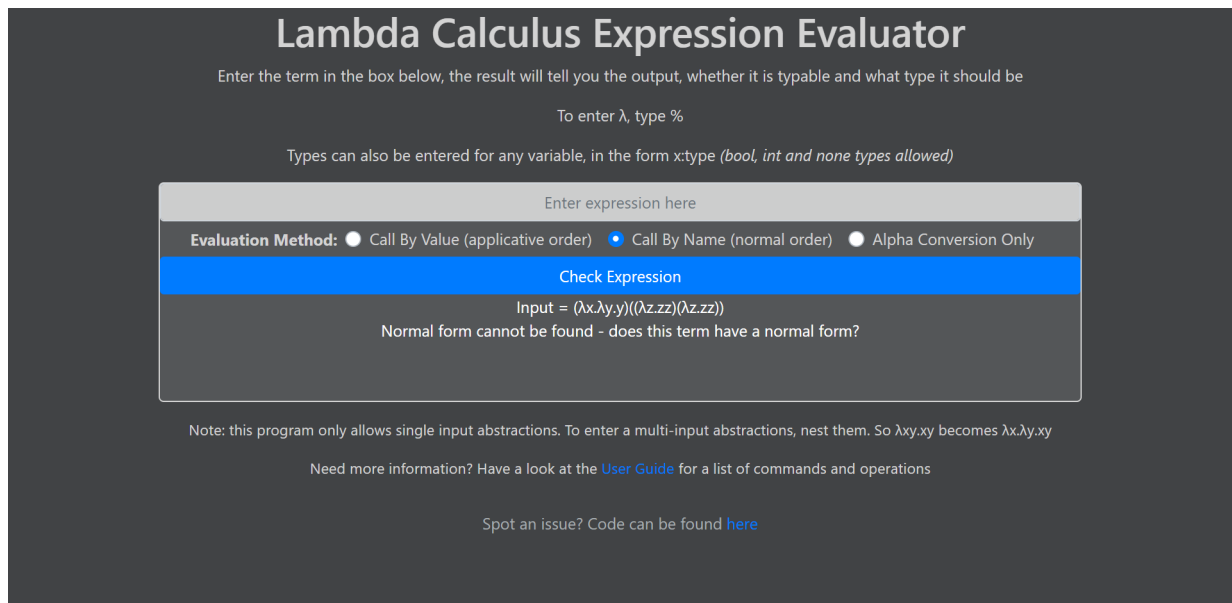 Lambda Calculus Expression Evaluator
Enter the term in the box below, the result will tell you the output, whether it is typable and what type it should be
To enter λ, type %
Types can also be entered for any variable, in the form x:type (bool, int and none types allowed)
Enter expression here
Evaluation Method: Call By Value (applicative order) Call By Name (normal order) Alpha Conversion Only
Check Expression
Input = (λx.λy.y)((λz.zz)(λz.zz))
Normal form cannot be found - does this term have a normal form?
Note: this program only allows single input abstractions. To enter a multi-input abstractions, nest them. So λxy.xy becomes λx.λy.xy
Need more information? Have a look at the User Guide for a list of commands and operations
Spot an issue? Code can be found here